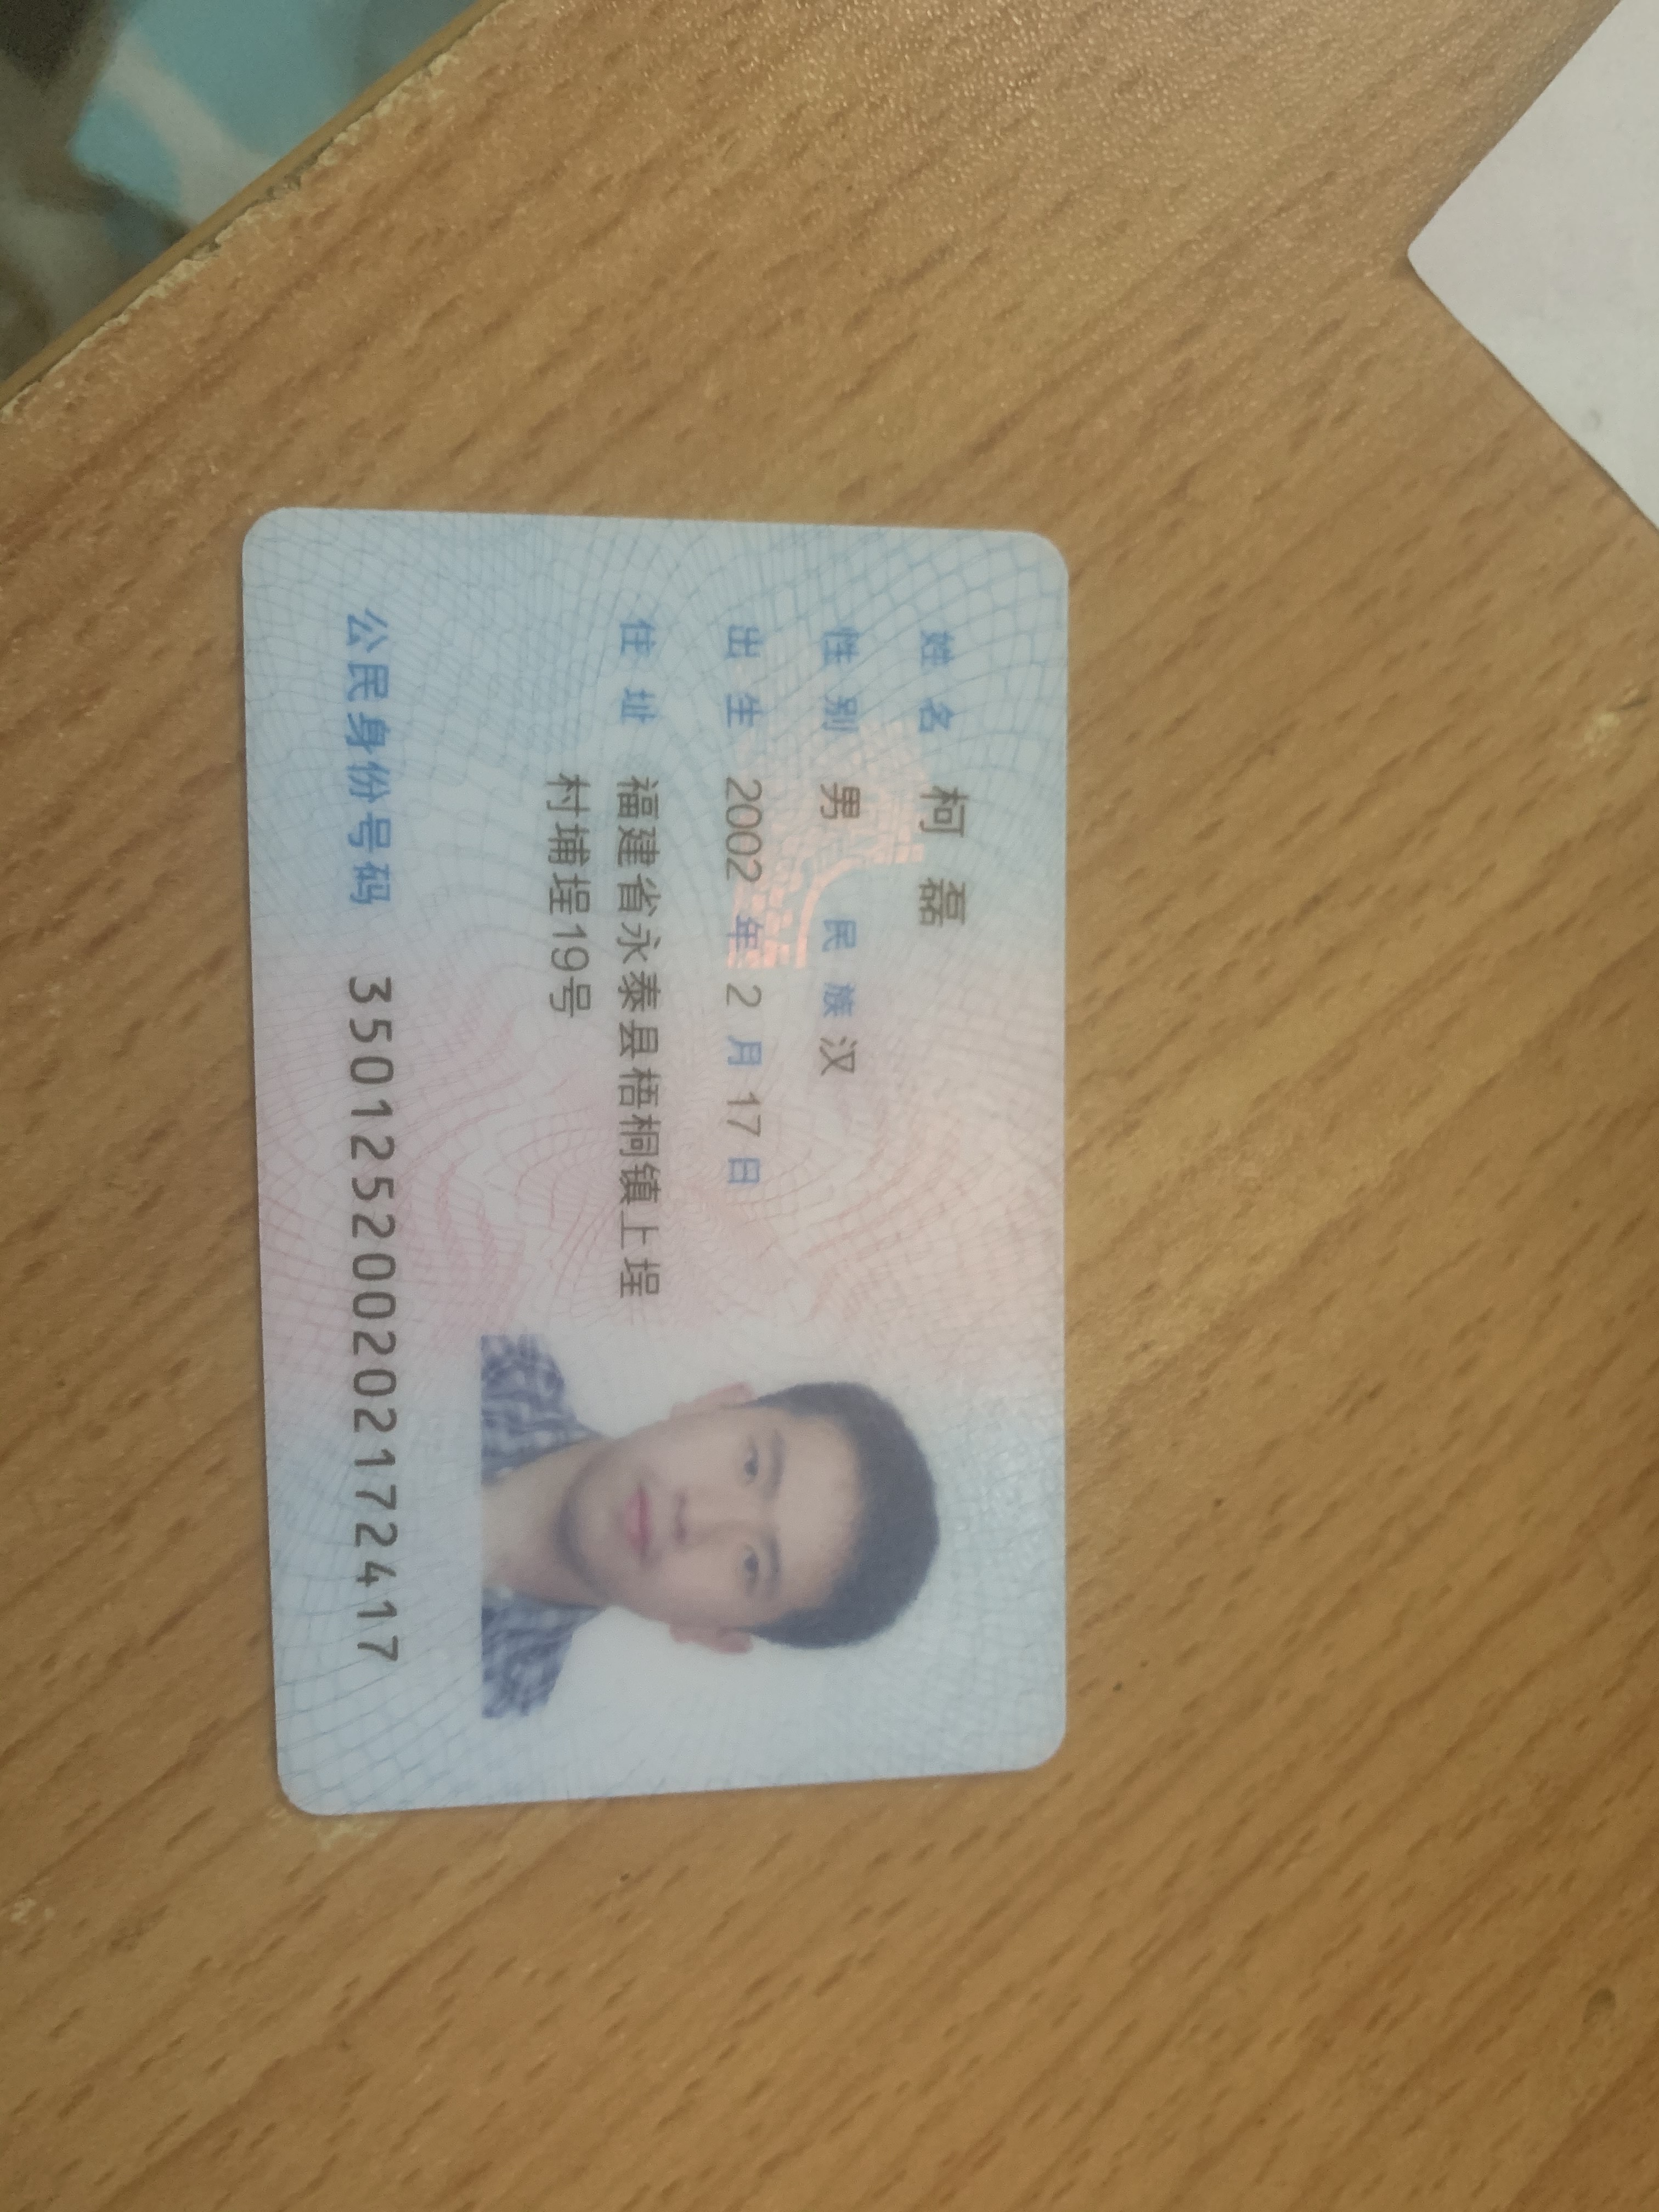 姓名 柯磊
性别 男 民族 汉
出生 2002 年 2 月 17 日
住址 福建省永泰县梧桐镇上埕
村埔埕19号
公民身份号码 350125200202172417